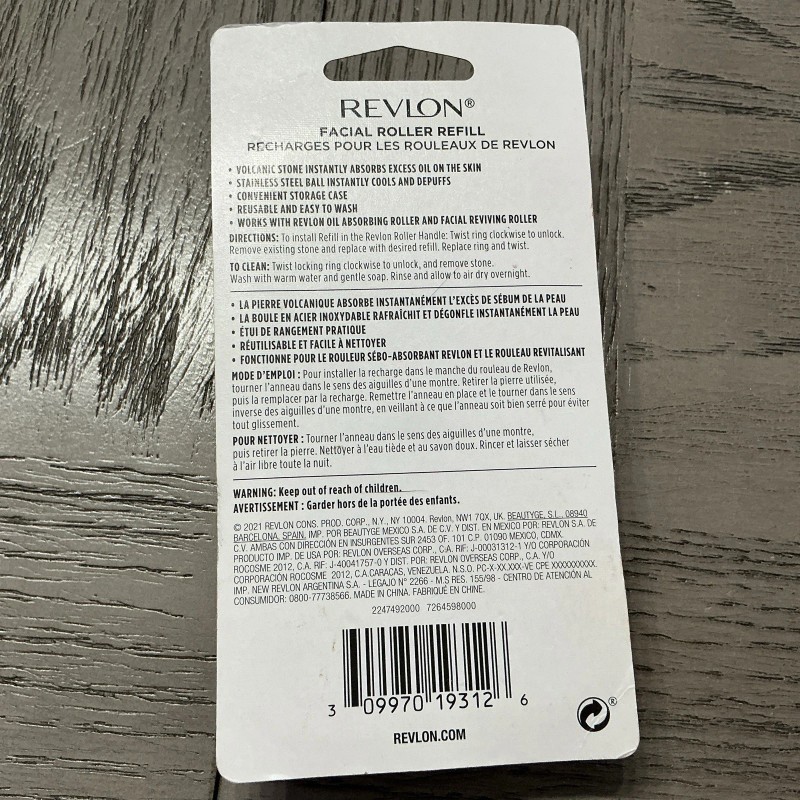 REVLON®
FACIAL ROLLER REFILL
RECHARGES POUR LES ROULEAUX DE REVLON
• VOLCANIC STONE INSTANTLY ABSORBS EXCESS OIL ON THE SKIN
• STAINLESS STEEL BALL INSTANTLY COOLS AND DEPUFFS
• CONVENIENT STORAGE CASE
• REUSABLE AND EASY TO WASH
• WORKS WITH REVLON OIL ABSORBING ROLLER AND FACIAL REVIVING ROLLER
DIRECTIONS: To install Refill in the Revlon Roller Handle: Twist ring clockwise to unlock.
Remove existing stone and replace with desired refill. Replace ring and twist.
TO CLEAN: Twist locking ring clockwise to unlock, and remove stone.
Wash with warm water and gentle soap. Rinse and allow to air dry overnight.
• LA PIERRE VOLCANIQUE ABSORBE INSTANTANÉMENT L'EXCÈS DE SÉBUM DE LA PEAU
• LA BOULE EN ACIER INOXYDABLE RAFRAÎCHIT ET DÉGONFLE INSTANTANÉMENT LA PEAU
• ÉTUI DE RANGEMENT PRATIQUE
• RÉUTILISABLE ET FACILE À NETTOYER
• FONCTIONNE POUR LE ROULEUR SÉBO-ABSORBANT REVLON ET LE ROULEAU REVITALISANT
MODE D'EMPLOI : Pour installer la recharge dans le manche du rouleau de Revlon,
tourner l'anneau dans le sens des aiguilles d'une montre. Retirer la pierre utilisée,
puis la remplacer par la recharge. Remettre l'anneau en place et le tourner dans le sens
inverse des aiguilles d'une montre, en veillant à ce que l'anneau soit bien serré pour éviter
tout glissement.
POUR NETTOYER : Tourner l'anneau dans le sens des aiguilles d'une montre,
puis retirer la pierre. Nettoyer à l'eau tiède et au savon doux. Rincer et laisser sécher
à l'air libre toute la nuit.
WARNING: Keep out of reach of children.
AVERTISSEMENT : Garder hors de la portée des enfants.
© 2021 REVLON CONS. PROD. CORP., N.Y., NY 10004. Revlon, NW1 7QX, UK. BEAUTYGE, S.L., 08940
BARCELONA, SPAIN. IMP. POR BEAUTYGE MEXICO S.A. DE C.V. Y DIST. EN MEXICO POR: REVLON S.A. DE
C.V. AMBAS CON DIRECCIÓN EN INSURGENTES SUR 2453 OF. 101 C.P. 01090 MEXICO, CDMX.
PRODUCTO IMP. DE USA POR: REVLON OVERSEAS CORP., C.A. RIF: J-00031312-1 Y/O CORPORACIÓN
ROCOSME 2012, C.A. RIF: J-40041757-0 Y DIST. POR: REVLON OVERSEAS CORP., C.A. Y/O
CORPORACIÓN ROCOSME 2012, C.A.CARACAS, VENEZUELA. N.S. O PC-X-XX.XXX-VE CPE XXXXXXXXXX.
IMP. NEW REVLON ARGENTINA S.A. - LEGAJO N° 2266 - M.S RES. 155/98 - CENTRO DE ATENCIÓN AL
CONSUMIDOR: 0800-77738566. MADE IN CHINA. FABRIQUÉ EN CHINE.
2247492000 7264598000
3 09970 19312 6
REVLON.COM